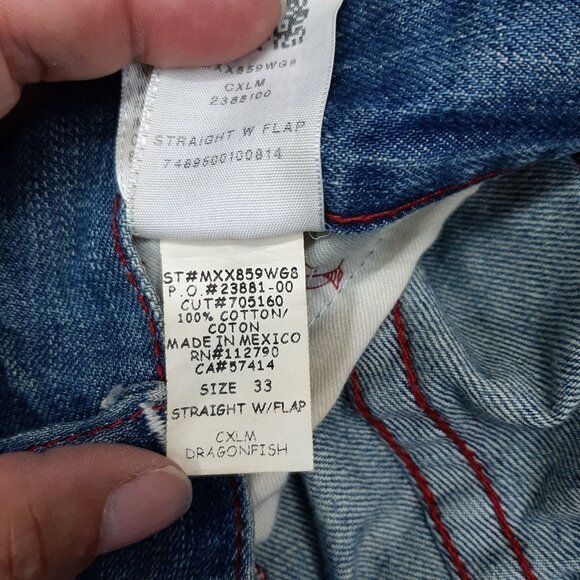 XX859WG8
CXLM
2388100
STRAIGHT W FLAP
7489500100814
ST#MXX859WG8
P.O.#23881-00
CUT#705160
100% COTTON/
COTON
MADE IN MEXICO
RN#112790
CA#57414
SIZE 33
STRAIGHT W/FLAP
CXLM
DRAGONFISH